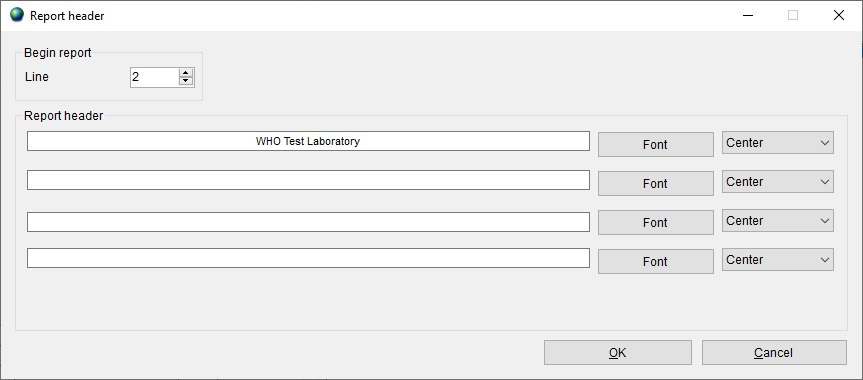 Report header
Begin report
Line 2
Report header
WHO Test Laboratory Font Center
Font Center
Font Center
Font Center
OK Cancel